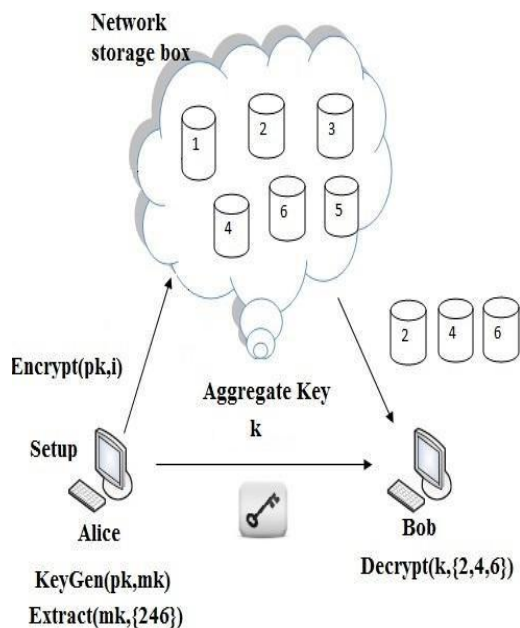 Network
storage box
1
2
3
4
6
5
2
4
6
Encrypt(pk,i)
Aggregate Key
k
Setup
Alice
Bob
KeyGen(pk,mk)
Decrypt(k,{2,4,6})
Extract(mk,{246})